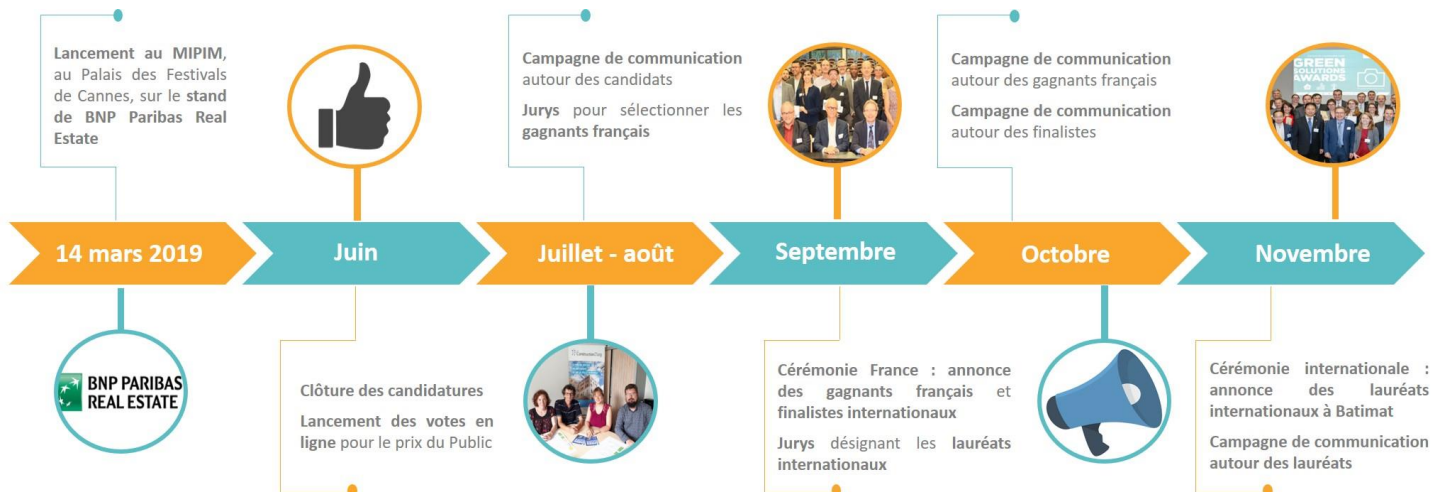 Lancement au MIPIM,
au Palais des Festivals
de Cannes, sur le stand
de BNP Paribas Real
Estate
Campagne de communication
autour des candidats
Jurys pour sélectionner les
gagnants français
Campagne de communication
autour des gagnants français
Campagne de communication
autour des finalistes
GREEN
SOLUTIONS
AWARDS
14 mars 2019
Juin
Juillet - août
Septembre
Octobre
Novembre
BNP PARIBAS
REAL ESTATE
Clôture des candidatures
Lancement des votes en
ligne pour le prix du Public
Cérémonie France : annonce
des gagnants français et
finalistes internationaux
Jurys désignant les lauréats
internationaux
Cérémonie internationale :
annonce des lauréats
internationaux à Batimat
Campagne de communication
autour des lauréats